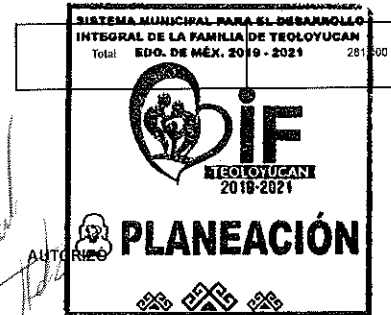 SISTEMA MUNICIPAL PARA EL DESARROLLO
INTEGRAL DE LA FAMILIA DE TEOLOYUCAN
Total EDO. DE MÉX. 2019 - 2021
DIF
TEOLOYUCAN
2019-2021
PLANEACIÓN
AUTORIZO